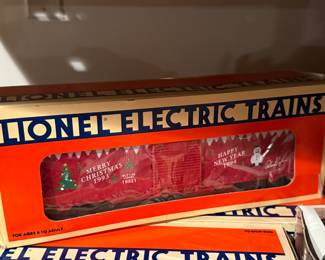 LIONEL ELECTRIC TRAINS
MERRY
CHRISTMAS
1993
HAPPY
NEW YEAR
FOR AGES 8 TO ADULT
LIONEL ELECTRIC TRAINS